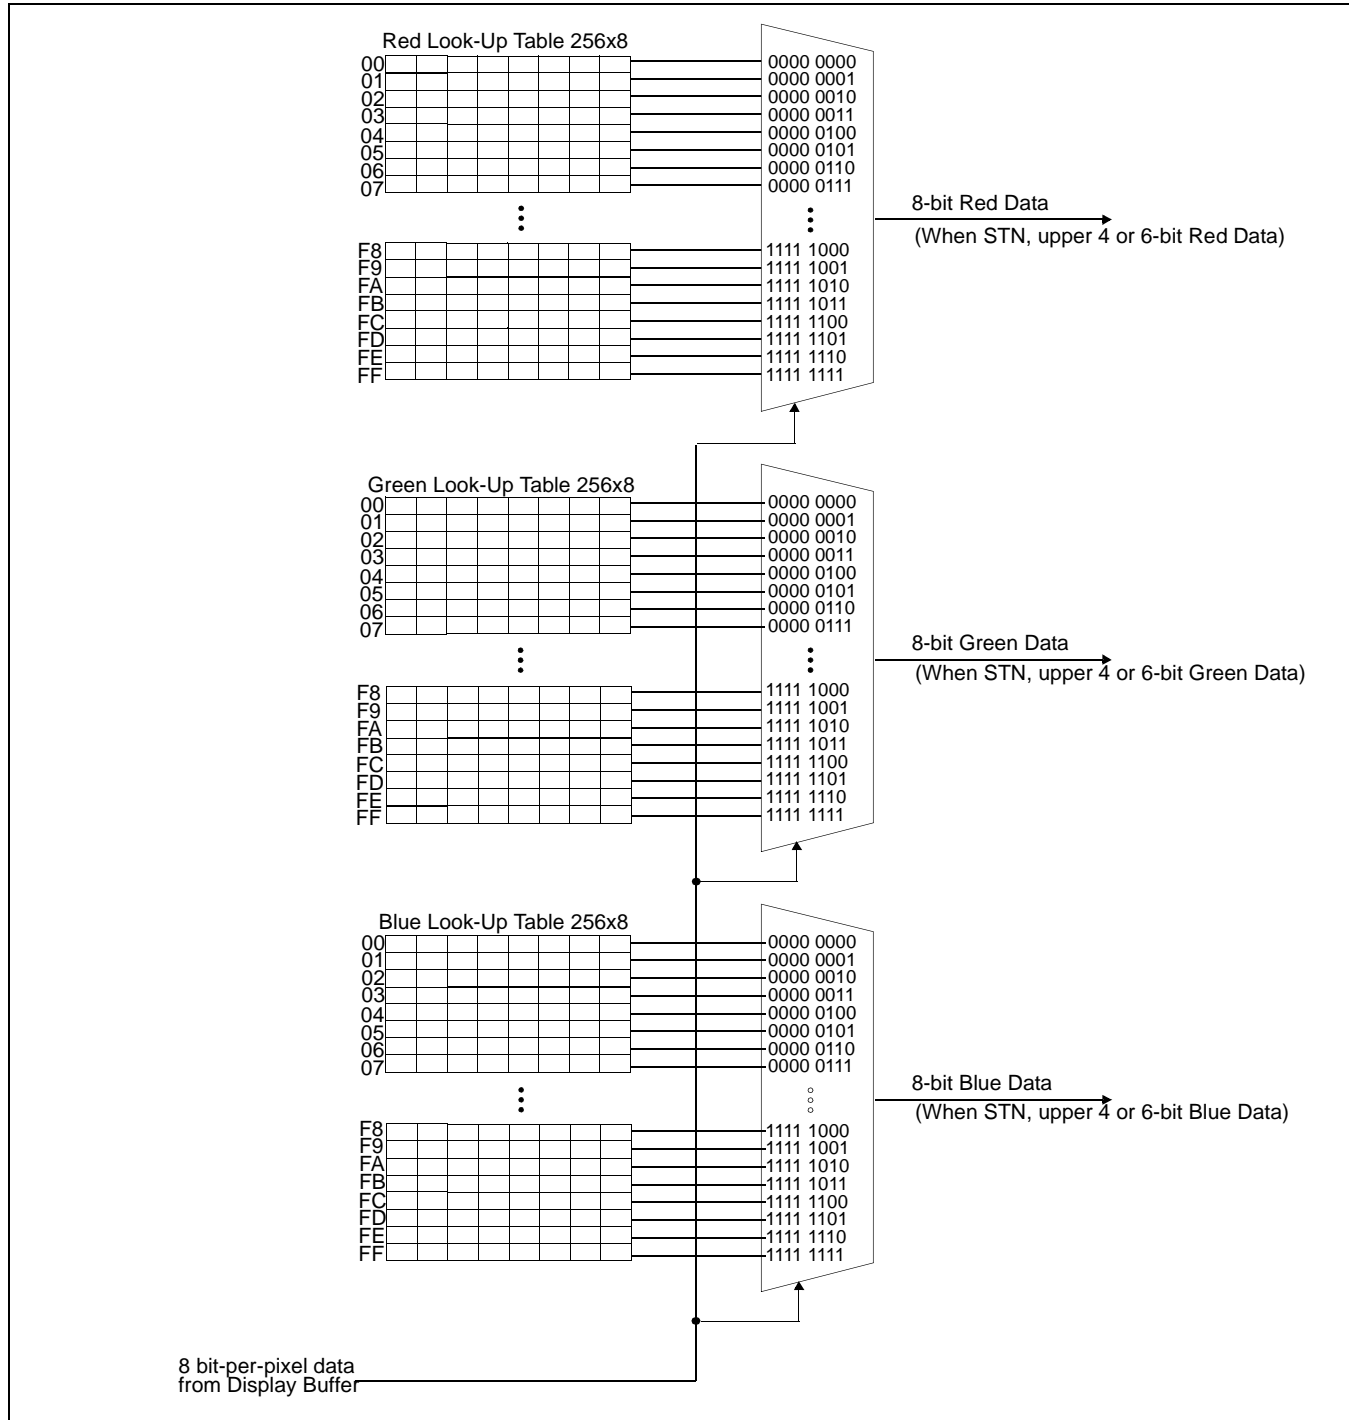 Red Look-Up Table 256x8
00
01
02
03
04
05
06
07
F8
F9
FA
FB
FC
FD
FE
FF
0000 0000
0000 0001
0000 0010
0000 0011
0000 0100
0000 0101
0000 0110
0000 0111
1111 1000
1111 1001
1111 1010
1111 1011
1111 1100
1111 1101
1111 1110
1111 1111
8-bit Red Data
(When STN, upper 4 or 6-bit Red Data)
Green Look-Up Table 256x8
00
01
02
03
04
05
06
07
F8
F9
FA
FB
FC
FD
FE
FF
0000 0000
0000 0001
0000 0010
0000 0011
0000 0100
0000 0101
0000 0110
0000 0111
1111 1000
1111 1001
1111 1010
1111 1011
1111 1100
1111 1101
1111 1110
1111 1111
8-bit Green Data
(When STN, upper 4 or 6-bit Green Data)
Blue Look-Up Table 256x8
00
01
02
03
04
05
06
07
F8
F9
FA
FB
FC
FD
FE
FF
0000 0000
0000 0001
0000 0010
0000 0011
0000 0100
0000 0101
0000 0110
0000 0111
1111 1000
1111 1001
1111 1010
1111 1011
1111 1100
1111 1101
1111 1110
1111 1111
8-bit Blue Data
(When STN, upper 4 or 6-bit Blue Data)
8 bit-per-pixel data
from Display Buffer